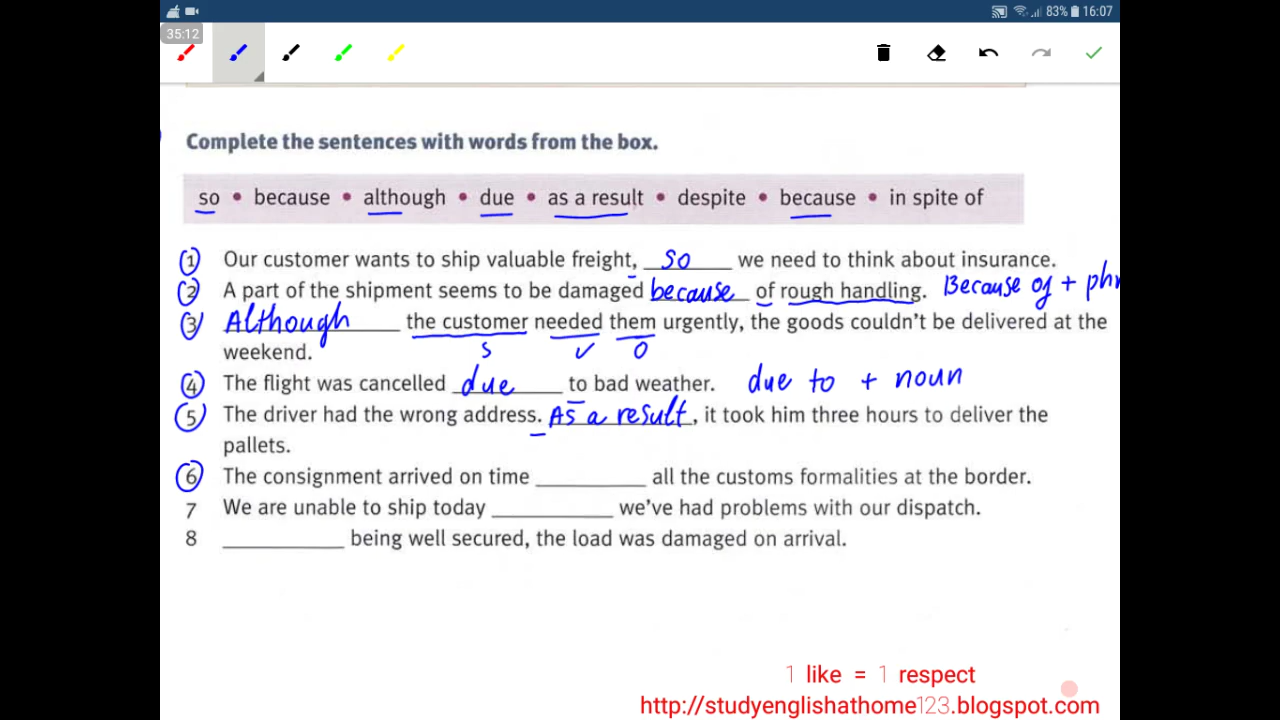 83% 16:07
35:12
Complete the sentences with words from the box.
so • because • although • due • as a result • despite • because • in spite of
1 Our customer wants to ship valuable freight, so we need to think about insurance.
2 A part of the shipment seems to be damaged because of rough handling. Because of + phr
3 Although the customer needed them urgently, the goods couldn't be delivered at the
weekend. S V O
4 The flight was cancelled due to bad weather. due to + noun
5 The driver had the wrong address. As a result, it took him three hours to deliver the
pallets.
6 The consignment arrived on time ________ all the customs formalities at the border.
7 We are unable to ship today ________ we've had problems with our dispatch.
8 ________ being well secured, the load was damaged on arrival.
1 like = 1 respect
http://studyenglishathome123.blogspot.com